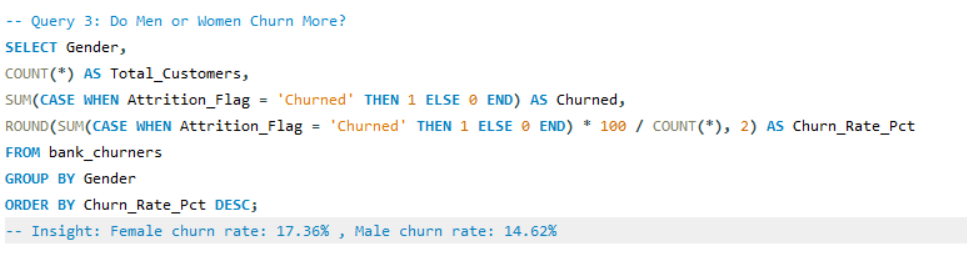 -- Query 3: Do Men or Women Churn More?
SELECT Gender,
COUNT(*) AS Total_Customers,
SUM(CASE WHEN Attrition_Flag = 'Churned' THEN 1 ELSE 0 END) AS Churned,
ROUND(SUM(CASE WHEN Attrition_Flag = 'Churned' THEN 1 ELSE 0 END) * 100 / COUNT(*), 2) AS Churn_Rate_Pct
FROM bank_churners
GROUP BY Gender
ORDER BY Churn_Rate_Pct DESC;
-- Insight: Female churn rate: 17.36% , Male churn rate: 14.62%